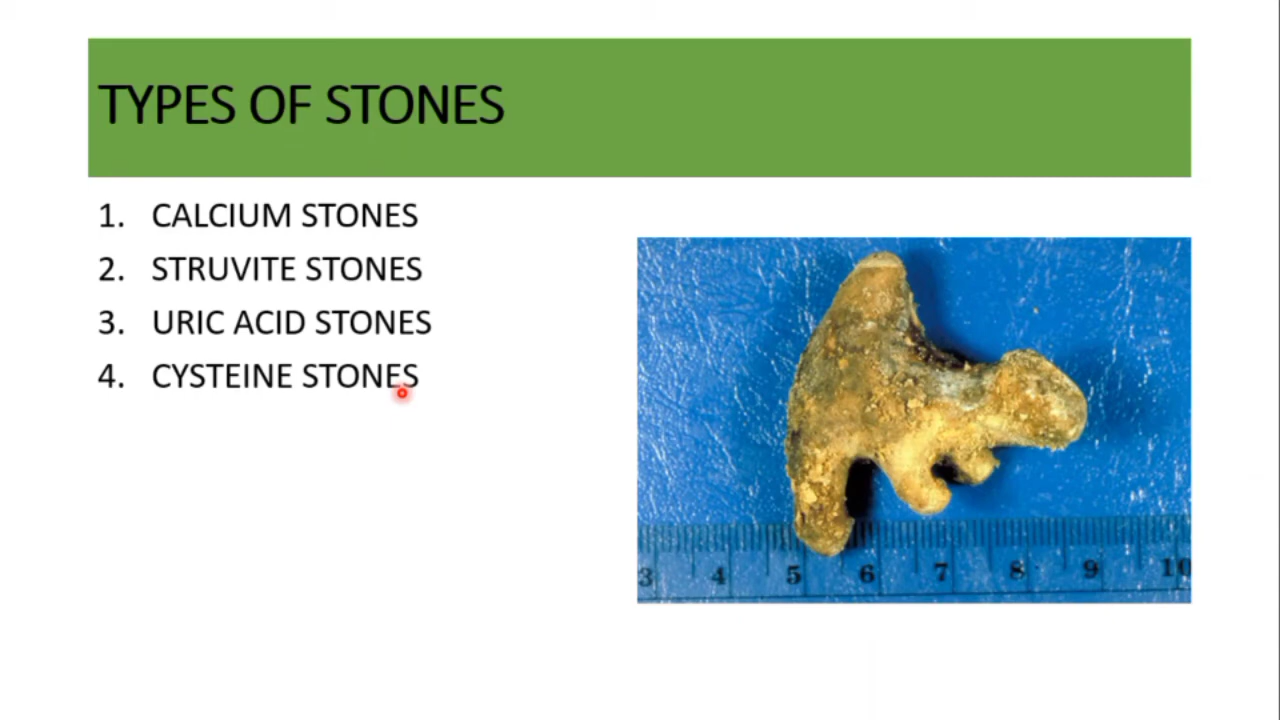 TYPES OF STONES
1. CALCIUM STONES
2. STRUVITE STONES
3. URIC ACID STONES
4. CYSTEINE STONES
3 4 5 6 7 8 9 10